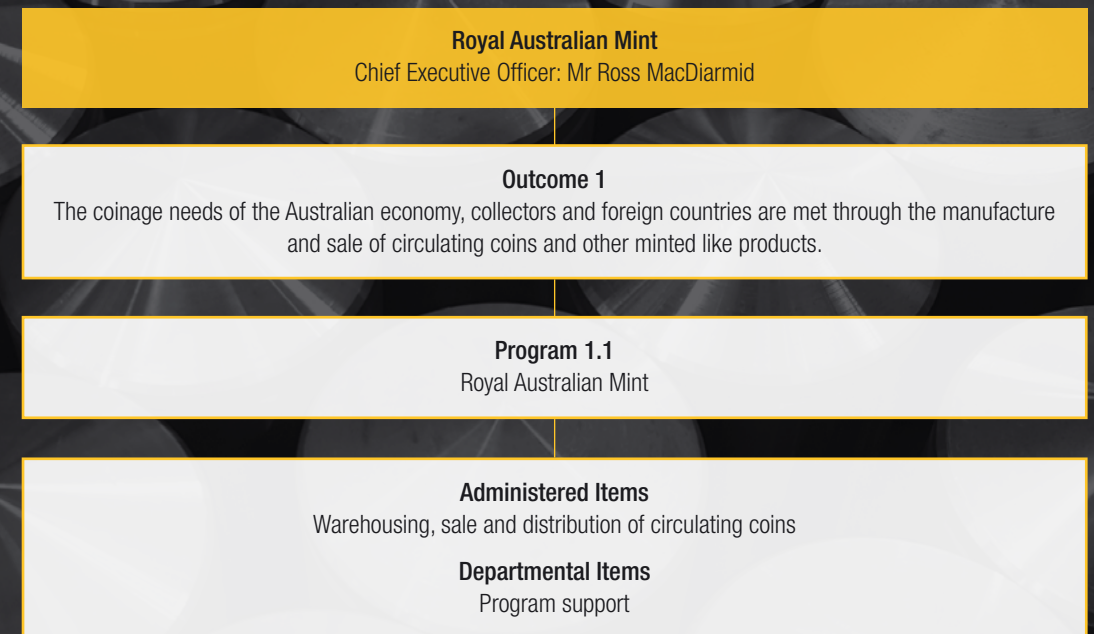 Royal Australian Mint
Chief Executive Officer: Mr Ross MacDiarmid
Outcome 1
The coinage needs of the Australian economy, collectors and foreign countries are met through the manufacture
and sale of circulating coins and other minted like products.
Program 1.1
Royal Australian Mint
Administered Items
Warehousing, sale and distribution of circulating coins
Departmental Items
Program support